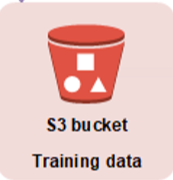 S3 bucket
Training data